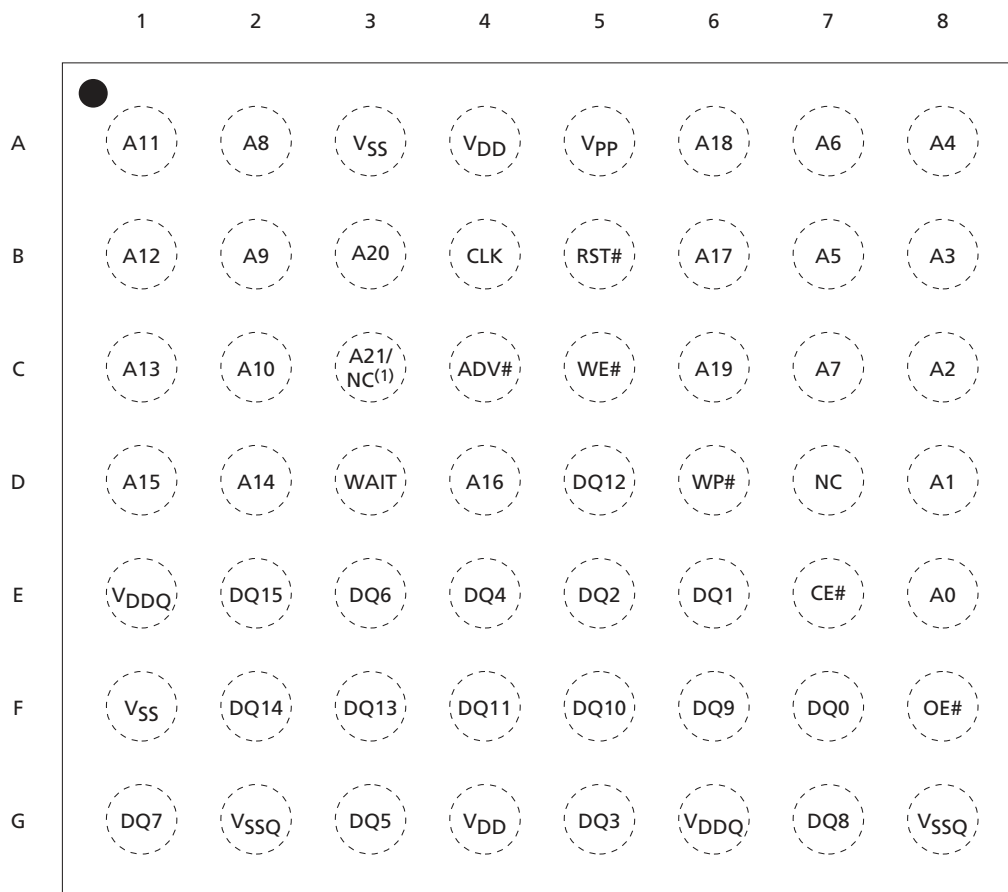 1 2 3 4 5 6 7 8
A A11 A8 VSS VDD VPP A18 A6 A4
B A12 A9 A20 CLK RST# A17 A5 A3
C A13 A10 A21/ NC(1) ADV# WE# A19 A7 A2
D A15 A14 WAIT A16 DQ12 WP# NC A1
E VDDQ DQ15 DQ6 DQ4 DQ2 DQ1 CE# A0
F VSS DQ14 DQ13 DQ11 DQ10 DQ9 DQ0 OE#
G DQ7 VSSQ DQ5 VDD DQ3 VDDQ DQ8 VSSQ